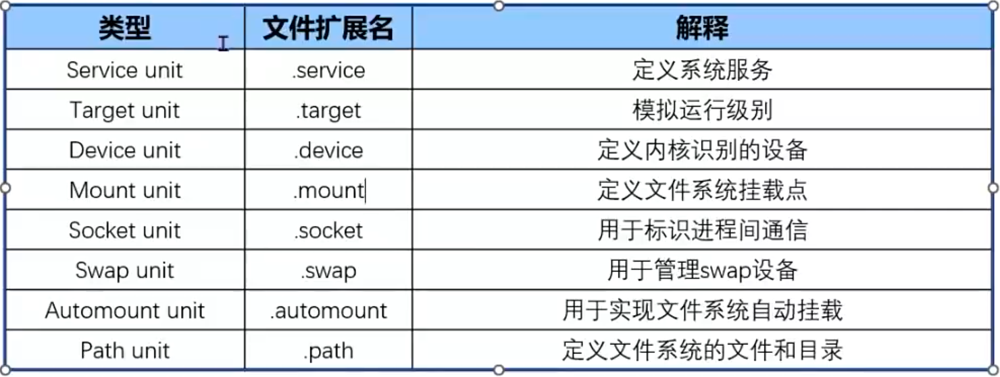 类型 文件扩展名 解释
Service unit .service 定义系统服务
Target unit .target 模拟运行级别
Device unit .device 定义内核识别的设备
Mount unit .mount 定义文件系统挂载点
Socket unit .socket 用于标识进程间通信
Swap unit .swap 用于管理swap设备
Automount unit .automount 用于实现文件系统自动挂载
Path unit .path 定义文件系统的文件和目录